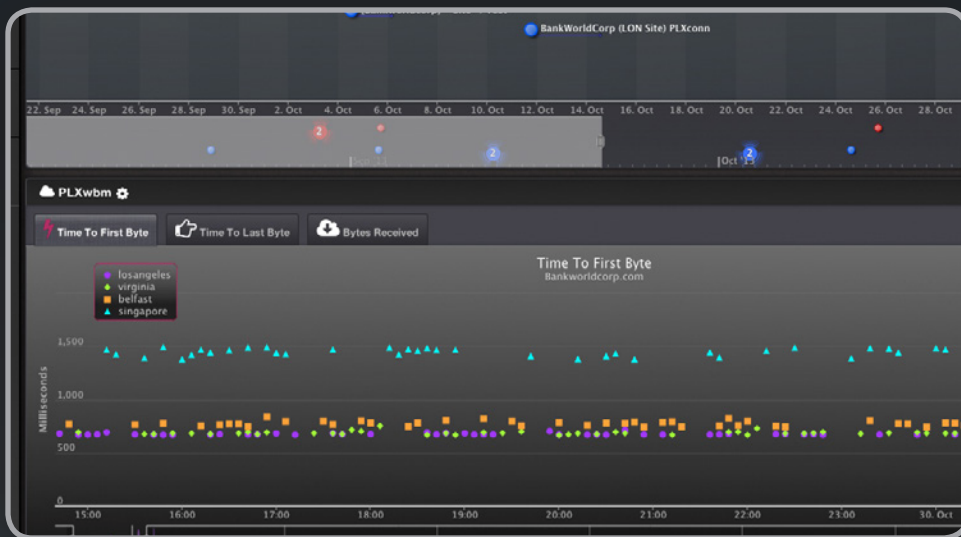 BankWorldCorp (LON Site) PLXconn
22. Sep 24. Sep 26. Sep 28. Sep 30. Sep 2. Oct 4. Oct 6. Oct 8. Oct 10. Oct 12. Oct 14. Oct 16. Oct 18. Oct 20. Oct 22. Oct 24. Oct 26. Oct 28. Oct
2
2
2
Sep '13
Oct '13
PLXwbm
Time To First Byte Time To Last Byte Bytes Received
Time To First Byte
Bankworldcorp.com
losangeles
virginia
belfast
singapore
Milliseconds
1,500
1,000
500
0
15:00 16:00 17:00 18:00 19:00 20:00 21:00 22:00 23:00 30. Oct